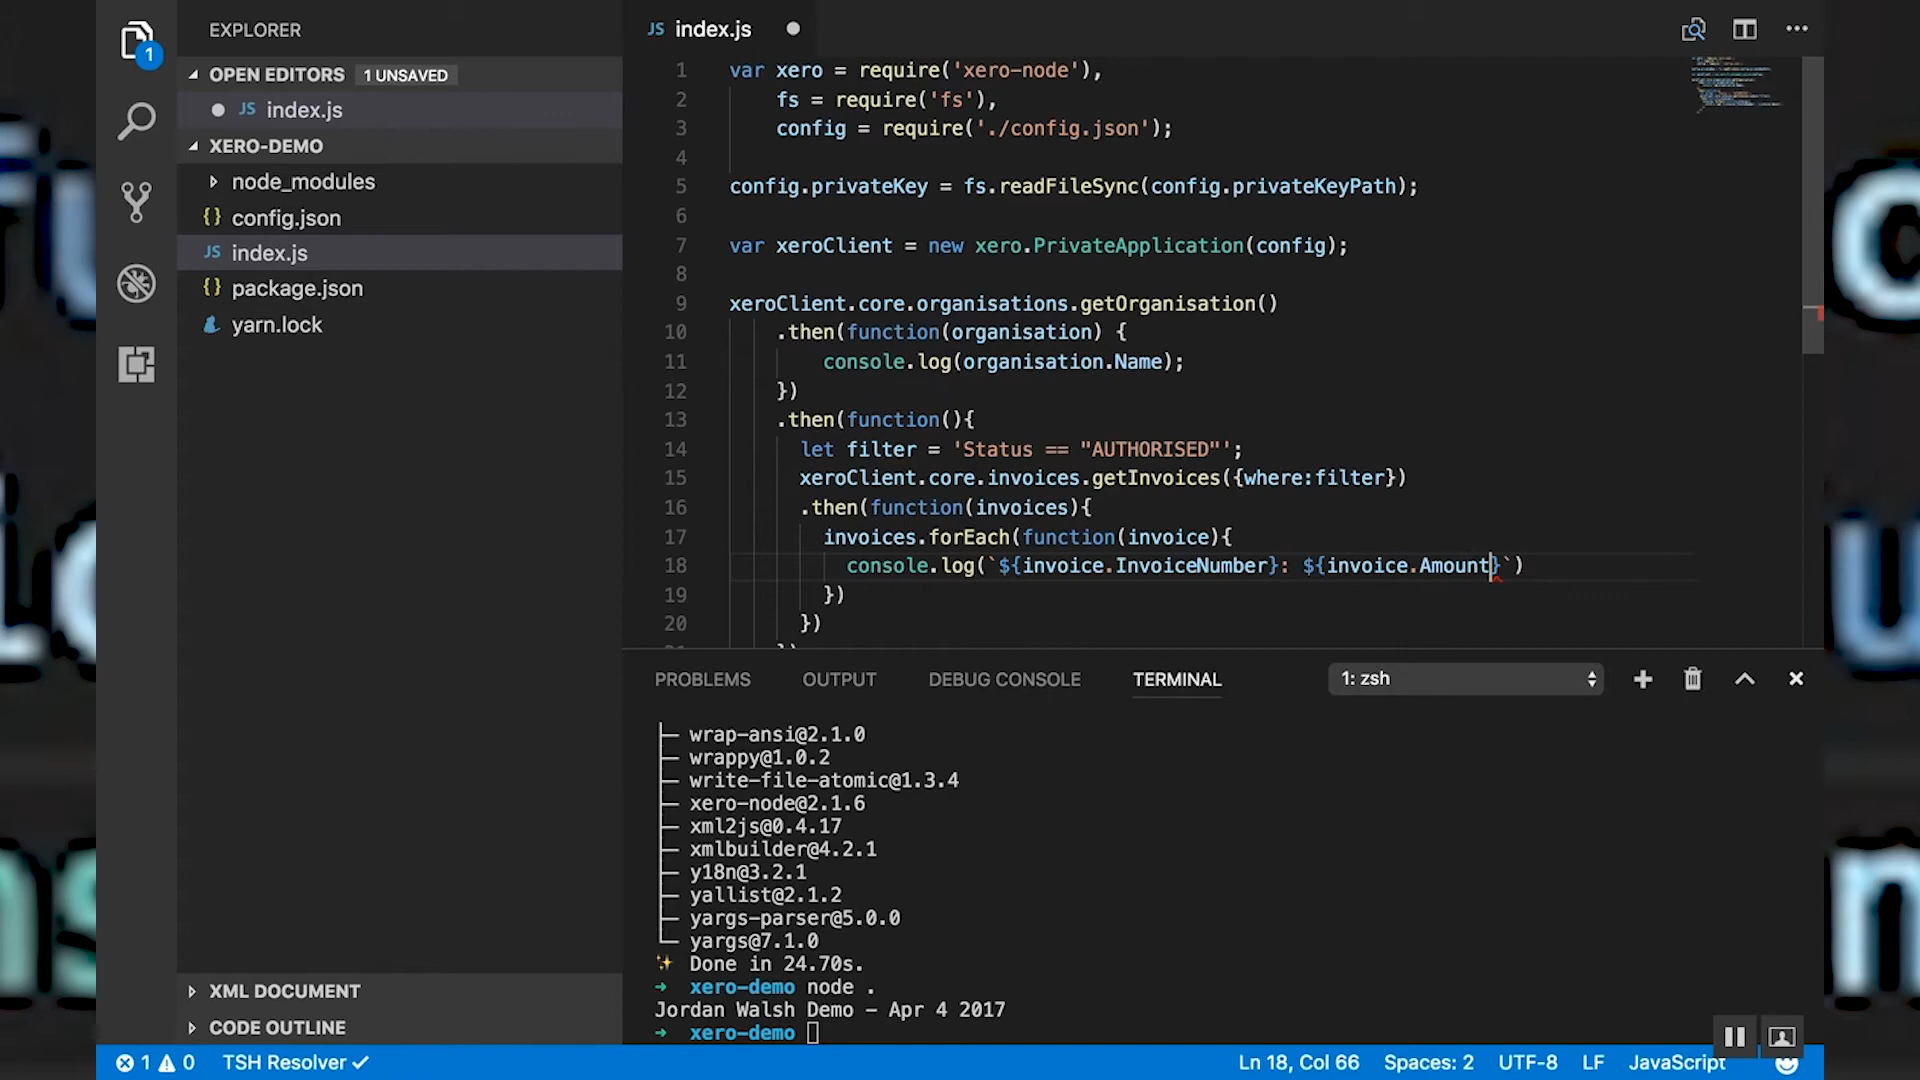 EXPLORER
OPEN EDITORS 1 UNSAVED
JS index.js
XERO-DEMO
node_modules
{} config.json
JS index.js
{} package.json
yarn.lock
XML DOCUMENT
CODE OUTLINE
1
JS index.js
1 var xero = require('xero-node'),
2 fs = require('fs'),
3 config = require('./config.json');
4
5 config.privateKey = fs.readFileSync(config.privateKeyPath);
6
7 var xeroClient = new xero.PrivateApplication(config);
8
9 xeroClient.core.organisations.getOrganisation()
10 .then(function(organisation) {
11 console.log(organisation.Name);
12 })
13 .then(function(){
14 let filter = 'Status == "AUTHORISED"';
15 xeroClient.core.invoices.getInvoices({where:filter})
16 .then(function(invoices){
17 invoices.forEach(function(invoice){
18 console.log(`${invoice.InvoiceNumber}: ${invoice.Amount}`)
19 })
20 })
PROBLEMS OUTPUT DEBUG CONSOLE TERMINAL 1: zsh
├─ wrap-ansi@2.1.0
├─ wrappy@1.0.2
├─ write-file-atomic@1.3.4
├─ xero-node@2.1.6
├─ xml2js@0.4.17
├─ xmlbuilder@4.2.1
├─ y18n@3.2.1
├─ yallist@2.1.2
├─ yargs-parser@5.0.0
└─ yargs@7.1.0
✨ Done in 24.70s.
→ xero-demo node .
Jordan Walsh Demo - Apr 4 2017
→ xero-demo
1 0 TSH Resolver ✓ Ln 18, Col 66 Spaces: 2 UTF-8 LF JavaScript